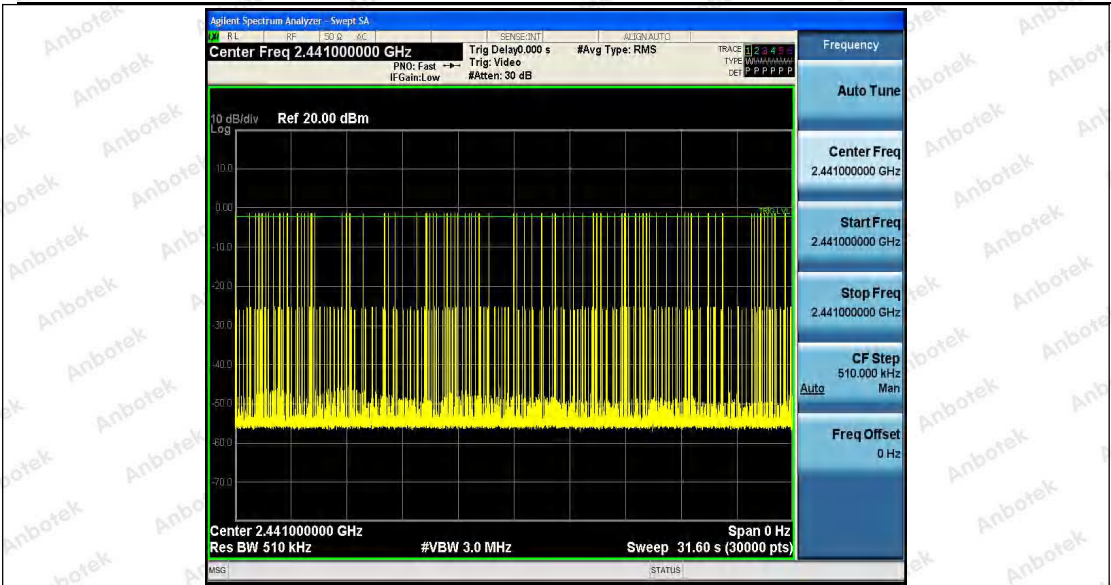 Agilent Spectrum Analyzer - Swept SA
RL RF 50 Ω AC SENSE:INT ALIGNAUTO
Center Freq 2.441000000 GHz
PNO: Fast
IFGain:Low
Trig Delay0.000 s
Trig: Video
#Atten: 30 dB
#Avg Type: RMS
TRACE 1 2 3 4 5 6
TYPE
DET P P P P P P
10 dB/div Ref 20.00 dBm
Log
10.0
0.00
TRIG LVL
-10.0
-20.0
-30.0
-40.0
-50.0
-60.0
-70.0
Center 2.441000000 GHz
Span 0 Hz
Res BW 510 kHz
#VBW 3.0 MHz
Sweep 31.60 s (30000 pts)
MSG
STATUS
Frequency
Auto Tune
Center Freq
2.441000000 GHz
Start Freq
2.441000000 GHz
Stop Freq
2.441000000 GHz
CF Step
510.000 kHz
Auto Man
Freq Offset
0 Hz
Anbotek